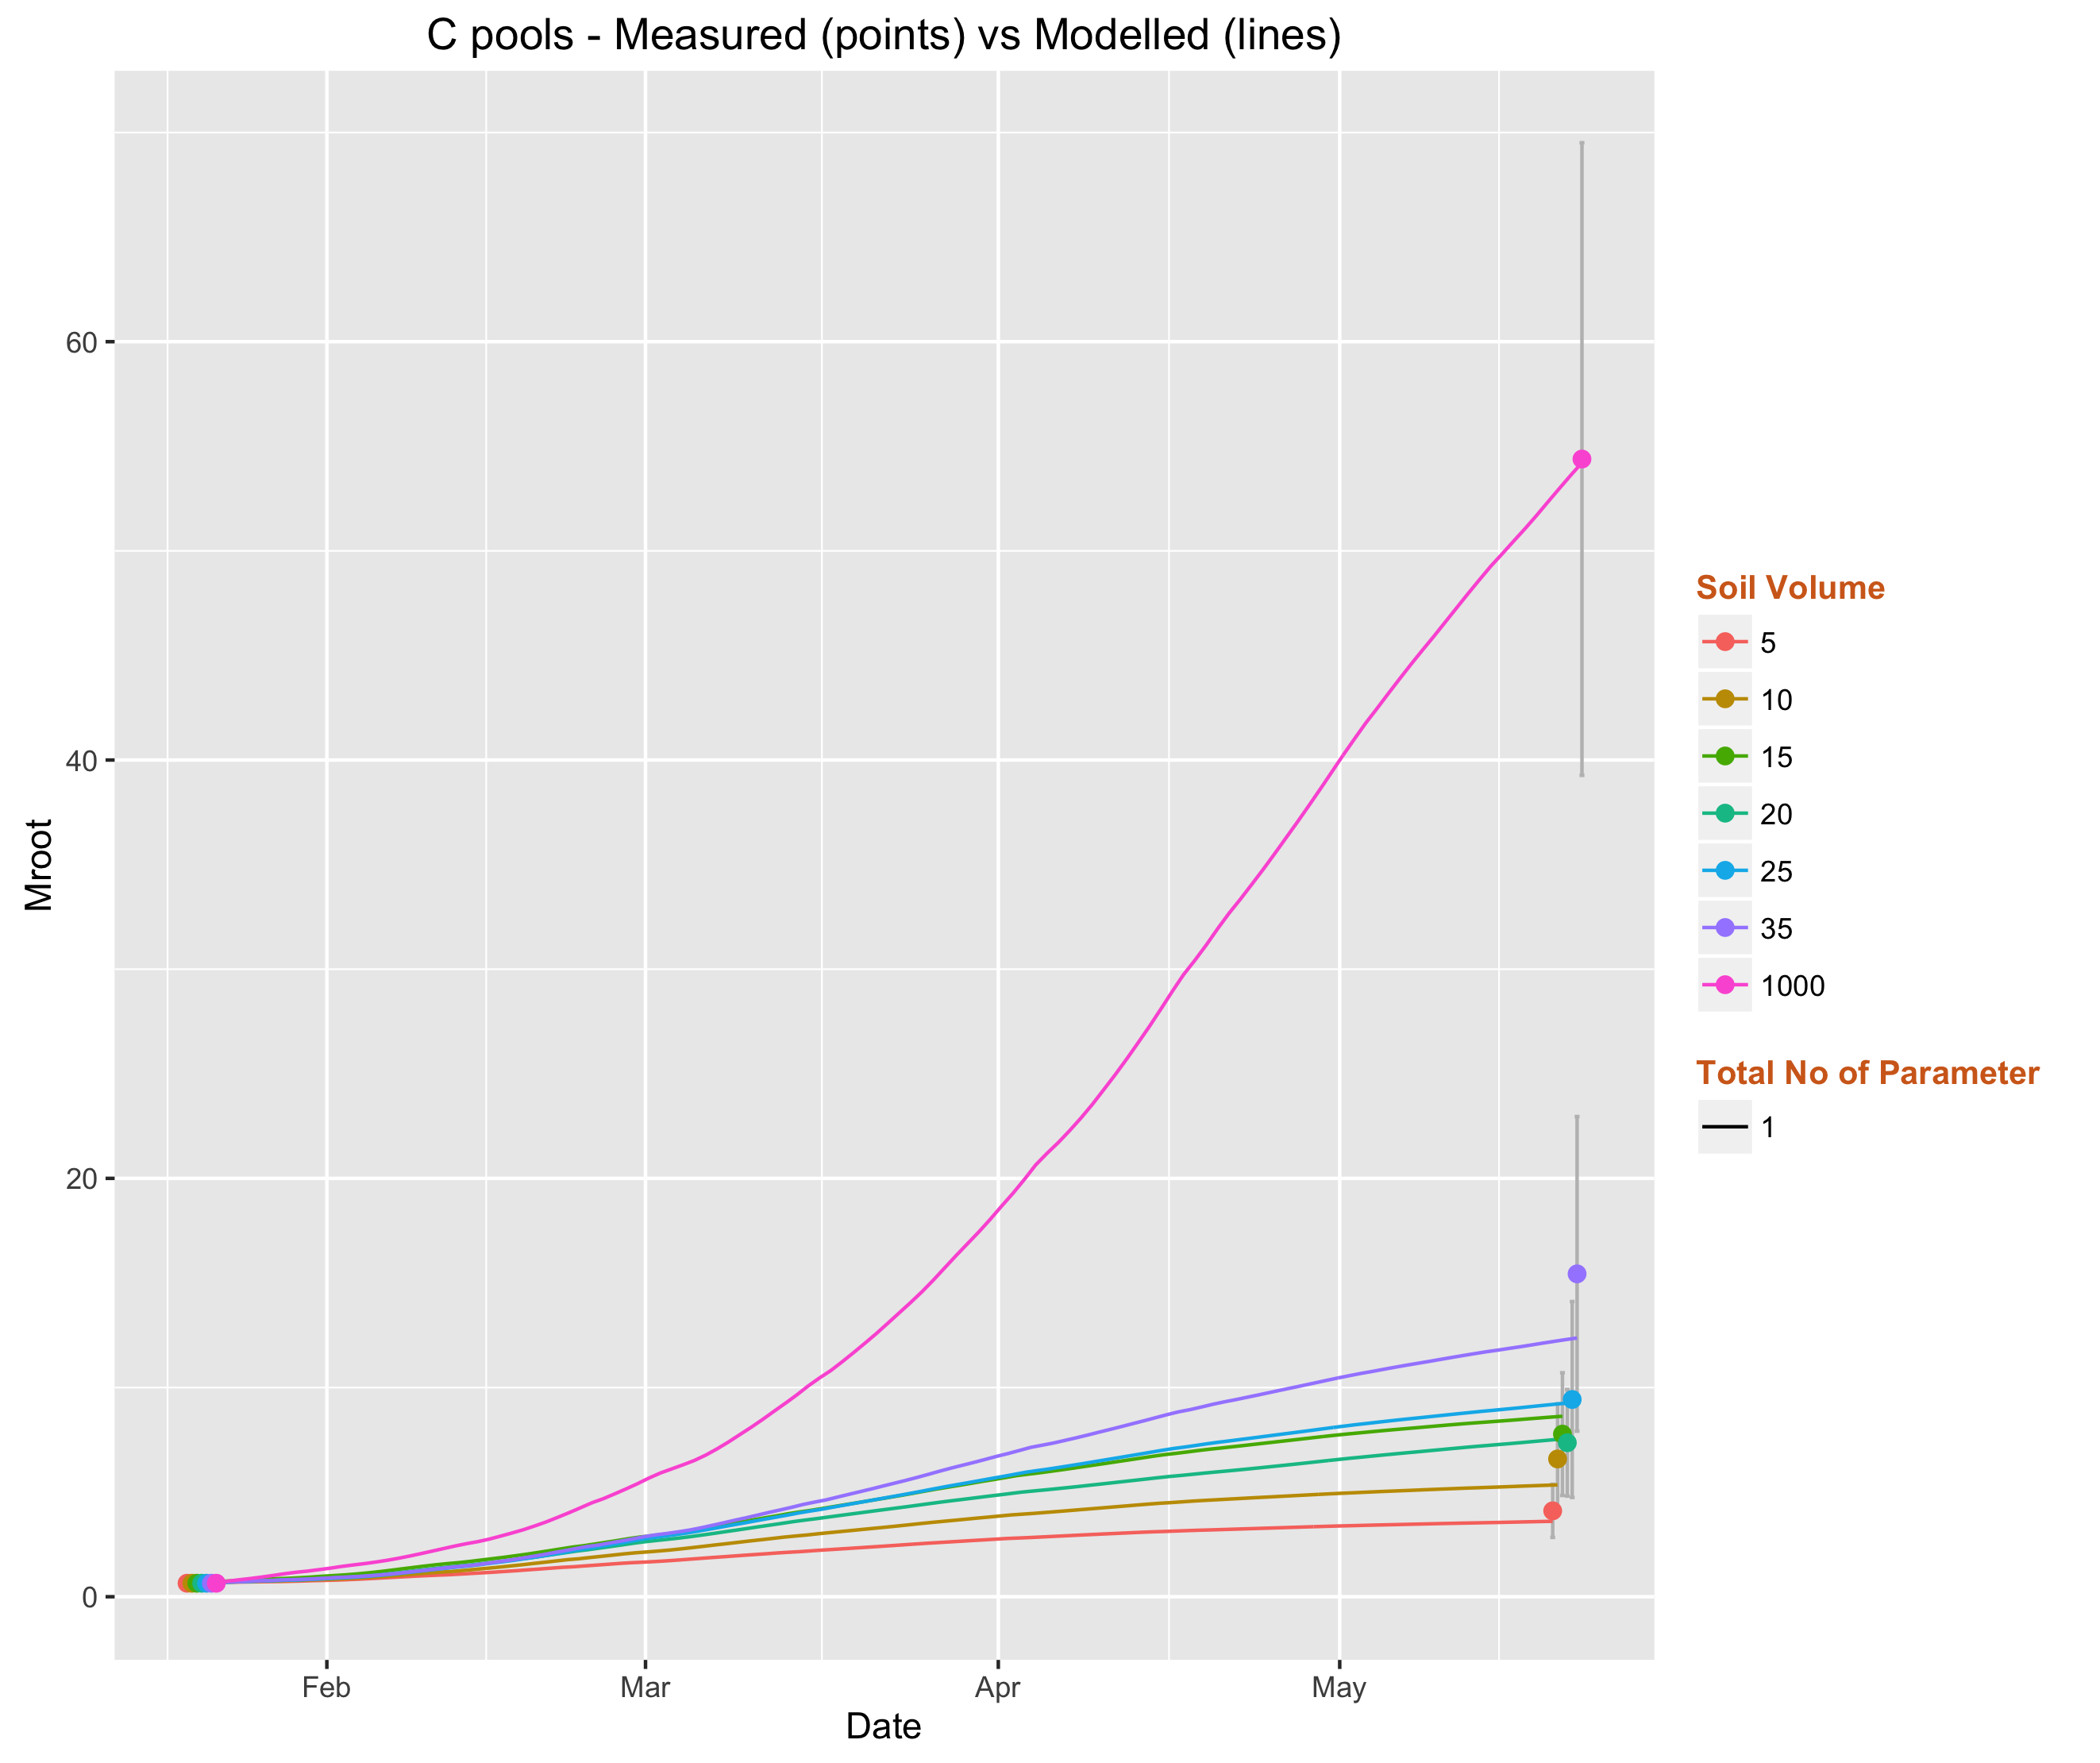 C pools - Measured (points) vs Modelled (lines)
60
40
20
0
Mroot
Feb Mar Apr May
Date
Soil Volume
5
10
15
20
25
35
1000
Total No of Parameter
1